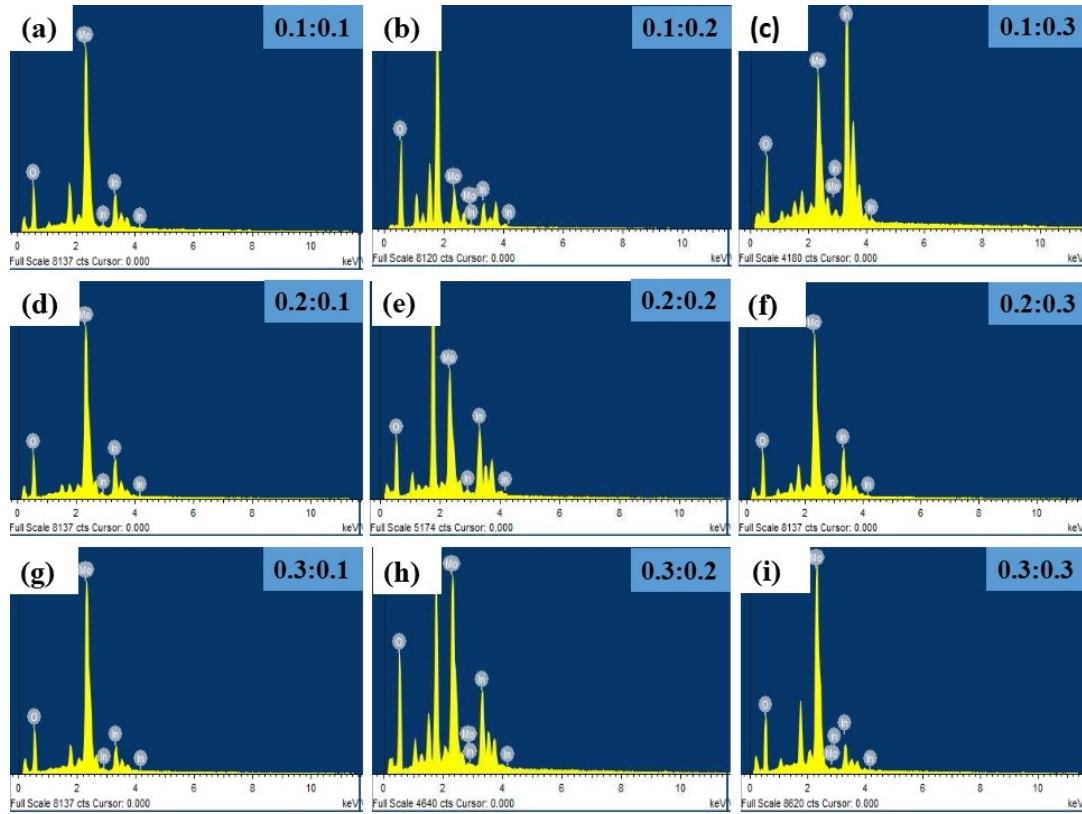 (a) 0.1:0.1
Mo
O
In
In
In
0 2 4 6 8 10
Full Scale 8137 cts Cursor: 0.000 keV
(b) 0.1:0.2
O
Mo
Mo
In
In
In
0 2 4 6 8 10
Full Scale 8120 cts Cursor: 0.000 keV
(c) 0.1:0.3
In
Mo
O
In
Mo
In
0 2 4 6 8 10
Full Scale 4180 cts Cursor: 0.000 keV
(d) 0.2:0.1
Mo
O
In
In
In
0 2 4 6 8 10
Full Scale 8137 cts Cursor: 0.000 keV
(e) 0.2:0.2
Mo
O
In
In
In
0 2 4 6 8 10
Full Scale 5174 cts Cursor: 0.000 keV
(f) 0.2:0.3
Mo
O
In
In
In
0 2 4 6 8 10
Full Scale 8137 cts Cursor: 0.000 keV
(g) 0.3:0.1
Mo
O
In
In
In
0 2 4 6 8 10
Full Scale 8137 cts Cursor: 0.000 keV
(h) 0.3:0.2
Mo
O
In
Mo
In
In
0 2 4 6 8 10
Full Scale 4640 cts Cursor: 0.000 keV
(i) 0.3:0.3
Mo
O
In
In
Mo
In
0 2 4 6 8 10
Full Scale 8620 cts Cursor: 0.000 keV